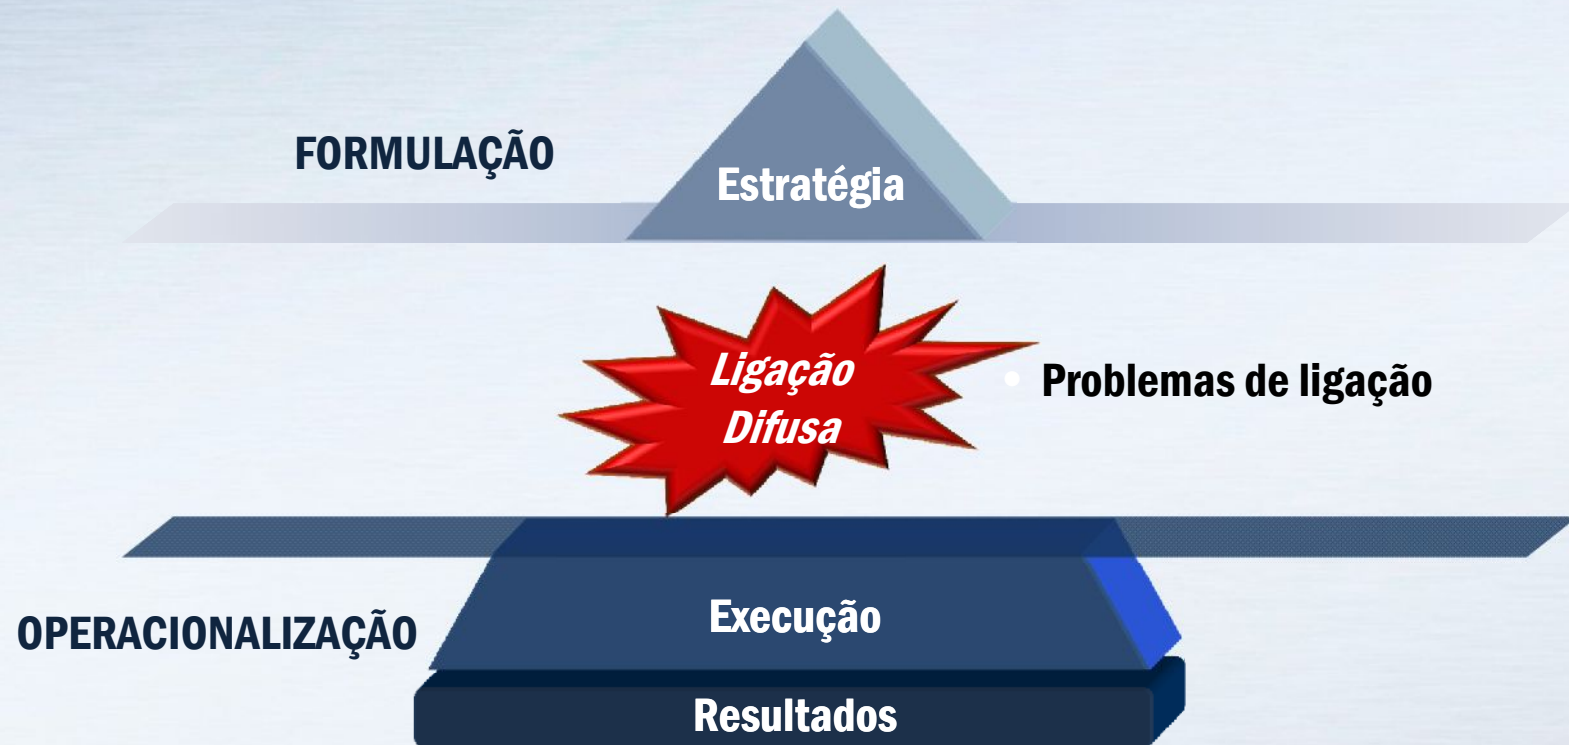 FORMULAÇÃO
Estratégia
Ligação
Difusa
• Problemas de ligação
OPERACIONALIZAÇÃO
Execução
Resultados